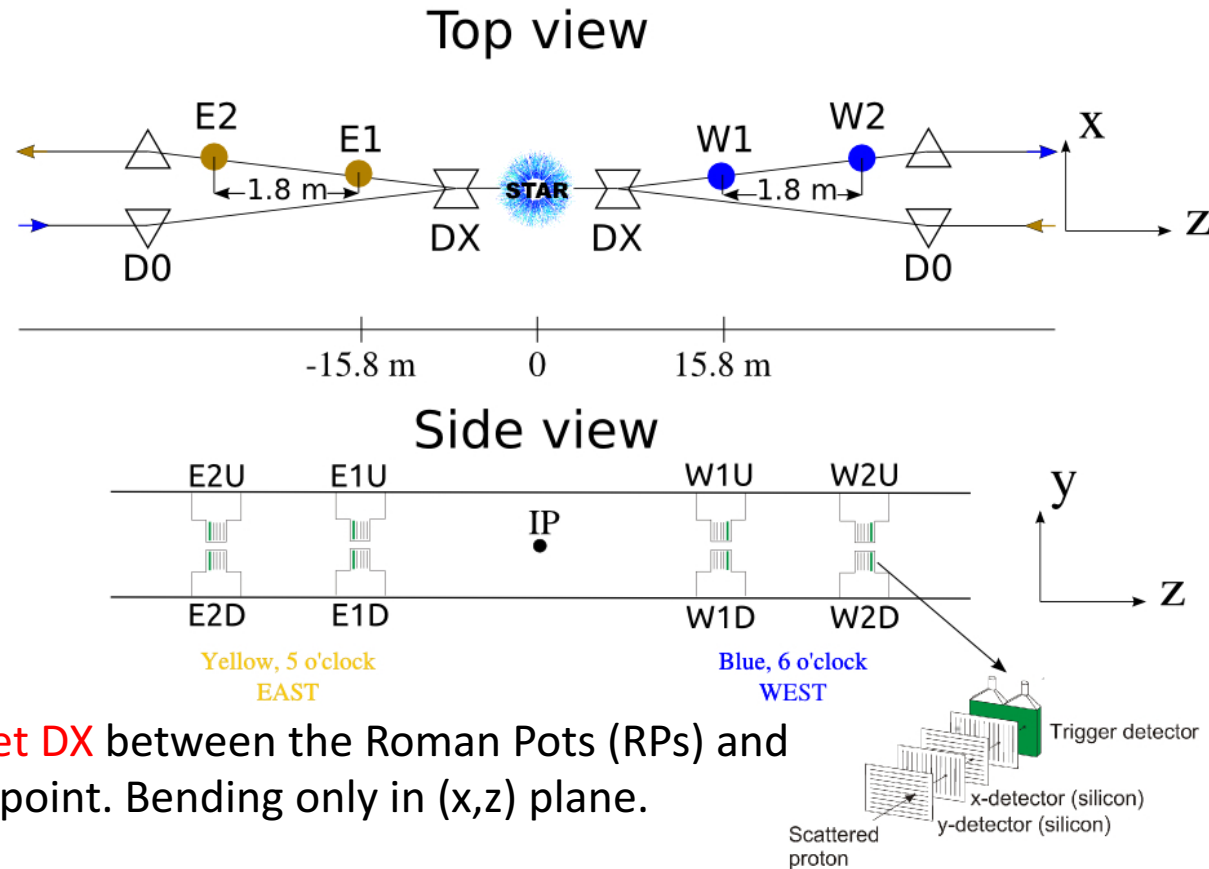 Top view
E2 E1 W1 W2 X
1.8 m STAR 1.8 m
DX DX Z
D0 D0
-15.8 m 0 15.8 m
Side view
E2U E1U W1U W2U y
IP
Z
E2D E1D W1D W2D
Yellow, 5 o'clock Blue, 6 o'clock
EAST WEST
et DX between the Roman Pots (RPs) and
point. Bending only in (x,z) plane.
Trigger detector
x-detector (silicon)
y-detector (silicon)
Scattered
proton